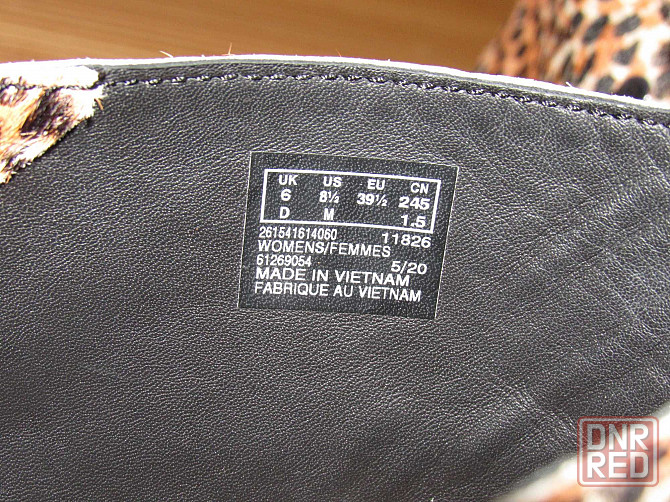 UK US EU CN
6 8½ 39½ 245
D M 1.5
261541614060 11826
WOMENS/FEMMES
61269054 5/20
MADE IN VIETNAM
FABRIQUE AU VIETNAM
DNR
RED